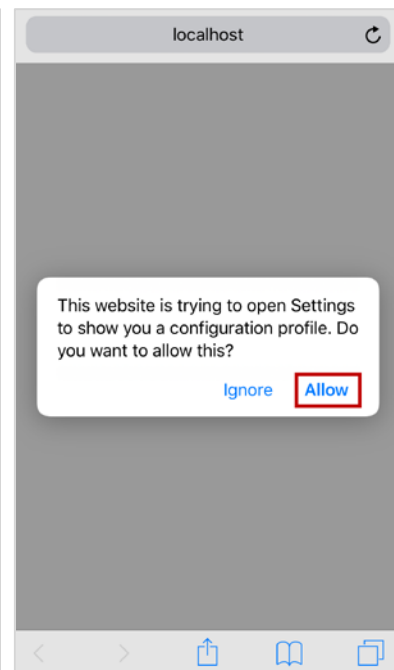 localhost
This website is trying to open Settings
to show you a configuration profile. Do
you want to allow this?
Ignore Allow